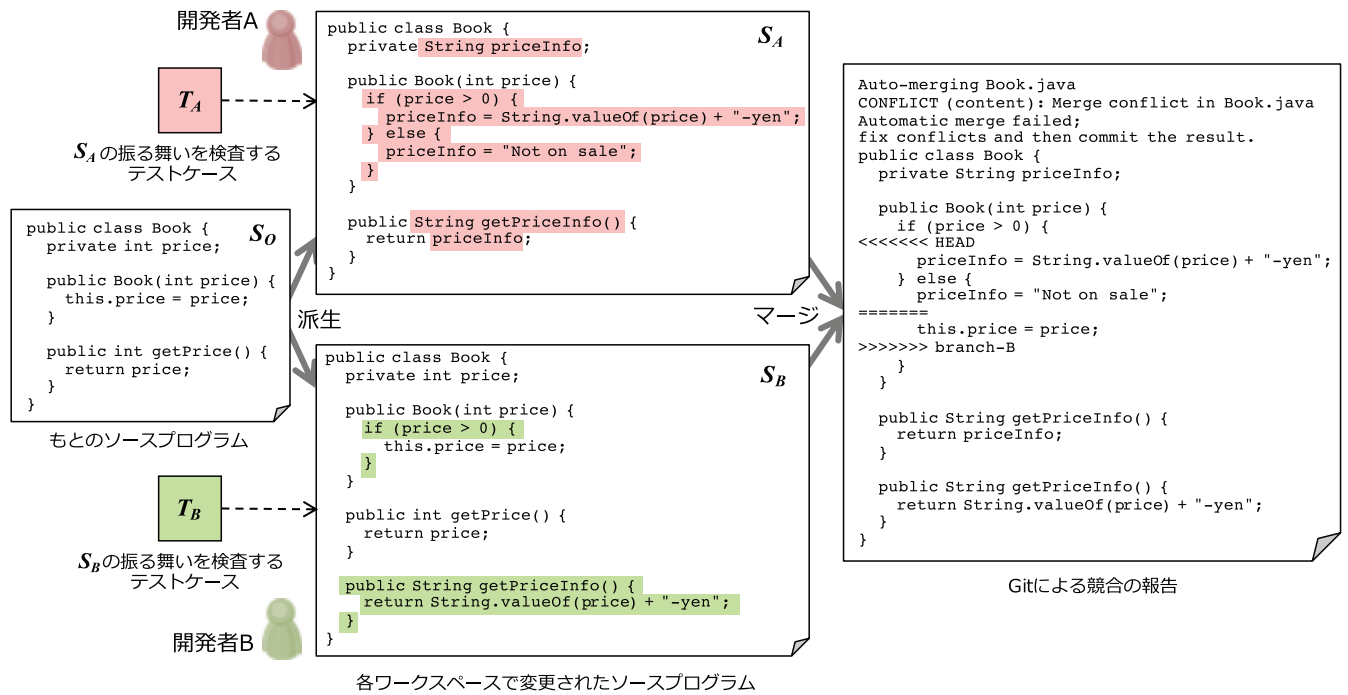 開発者A
T_A
S_Aの振る舞いを検査する
テストケース
public class Book {
  private int price;

  public Book(int price) {
    this.price = price;
  }

  public int getPrice() {
    return price;
  }
}
S_O
もとのソースプログラム
派生
T_B
S_Bの振る舞いを検査する
テストケース
開発者B
public class Book {
  private String priceInfo;

  public Book(int price) {
    if (price > 0) {
      priceInfo = String.valueOf(price) + "-yen";
    } else {
      priceInfo = "Not on sale";
    }
  }

  public String getPriceInfo() {
    return priceInfo;
  }
}
S_A
public class Book {
  private int price;

  public Book(int price) {
    if (price > 0) {
      this.price = price;
    }
  }

  public int getPrice() {
    return price;
  }

  public String getPriceInfo() {
    return String.valueOf(price) + "-yen";
  }
}
S_B
各ワークスペースで変更されたソースプログラム
マージ
Auto-merging Book.java
CONFLICT (content): Merge conflict in Book.java
Automatic merge failed;
fix conflicts and then commit the result.
public class Book {
  private String priceInfo;

  public Book(int price) {
    if (price > 0) {
<<<<<<< HEAD
      priceInfo = String.valueOf(price) + "-yen";
    } else {
      priceInfo = "Not on sale";
=======
      this.price = price;
>>>>>>> branch-B
    }
  }

  public String getPriceInfo() {
    return priceInfo;
  }

  public String getPriceInfo() {
    return String.valueOf(price) + "-yen";
  }
}
Gitによる競合の報告